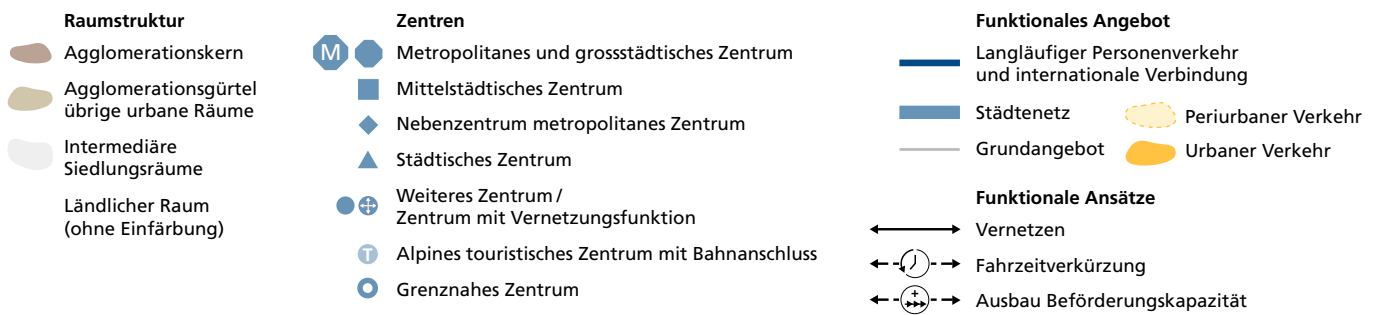 Raumstruktur
Agglomerationskern
Agglomerationsgürtel
übrige urbane Räume
Intermediäre
Siedlungsräume
Ländlicher Raum
(ohne Einfärbung)
Zentren
M
Metropolitanes und grossstädtisches Zentrum
Mittelstädtisches Zentrum
Nebenzentrum metropolitanes Zentrum
Städtisches Zentrum
Weiteres Zentrum /
Zentrum mit Vernetzungsfunktion
T
Alpines touristisches Zentrum mit Bahnanschluss
Grenznahes Zentrum
Funktionales Angebot
Langläufiger Personenverkehr
und internationale Verbindung
Städtenetz
Periurbaner Verkehr
Grundangebot
Urbaner Verkehr
Funktionale Ansätze
Vernetzen
Fahrzeitverkürzung
Ausbau Beförderungskapazität